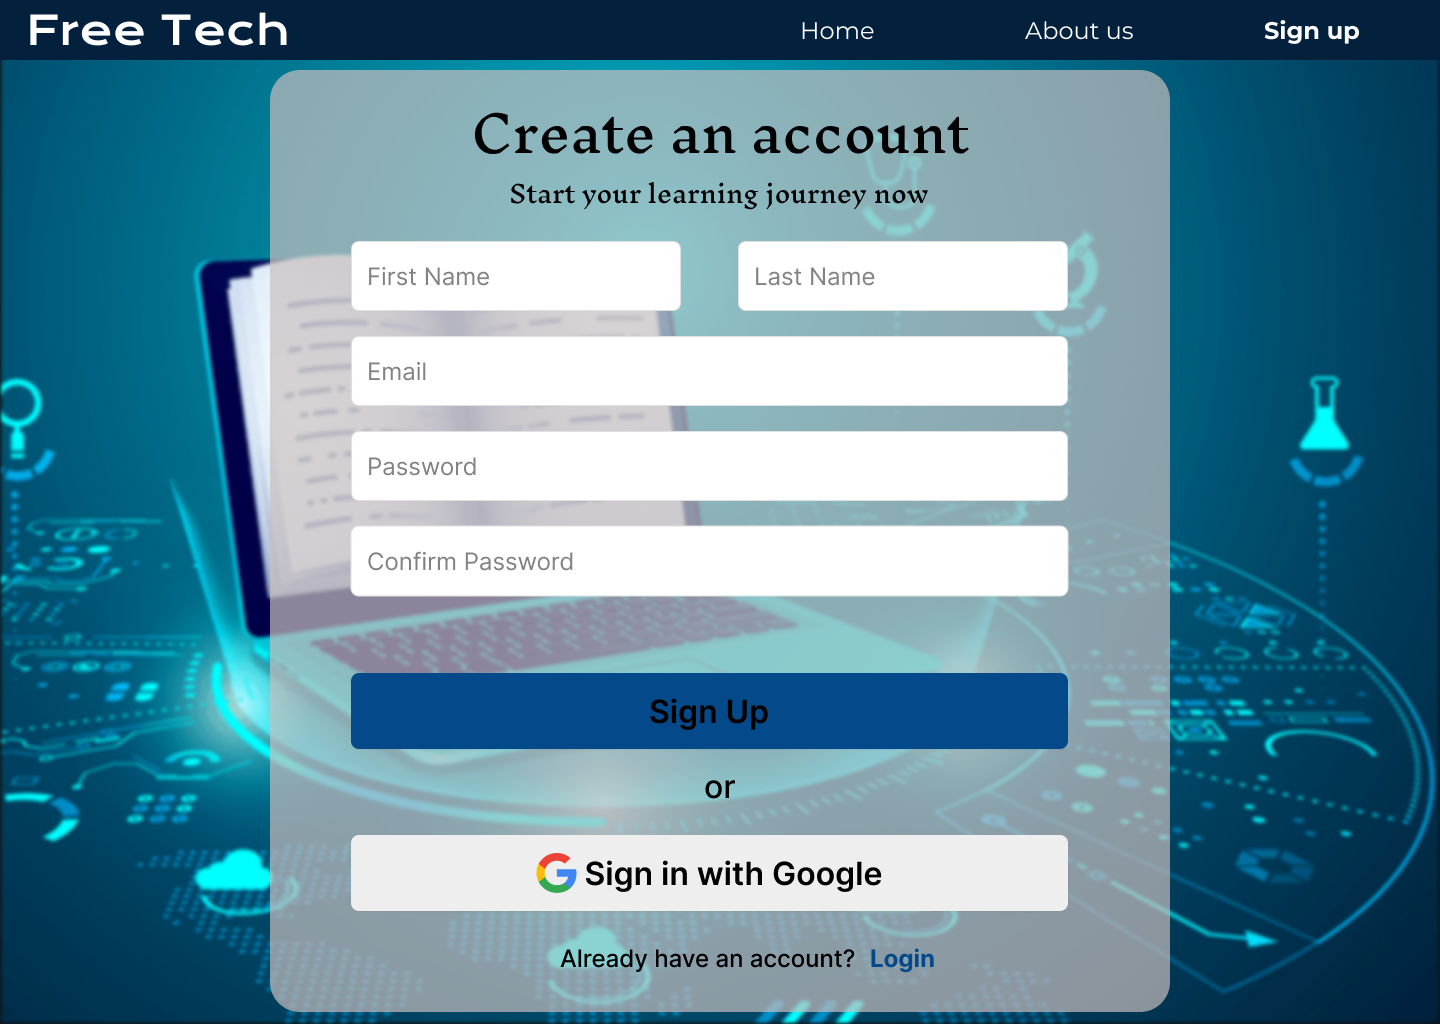 Free Tech
Home
About us
Sign up
Create an account
Start your learning journey now
First Name
Last Name
Email
Password
Confirm Password
Sign Up
or
Sign in with Google
Already have an account? Login